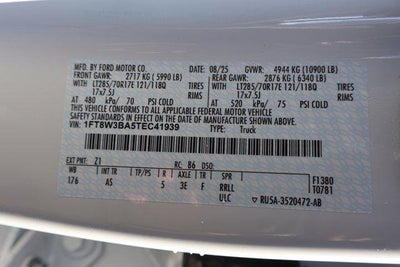 MFD. BY FORD MOTOR CO. 08/25 GVWR: 4944 KG (10900 LB)
FRONT GAWR: 2717 KG (5990 LB) REAR GAWR: 2876 KG (6340 LB)
WITH LT285/70R17E 121/118Q TIRES WITH LT285/70R17E 121/118Q TIRES
17x7.5J RIMS 17x7.5J RIMS
AT 480 kPa/ 70 PSI COLD AT 520 kPa/ 75 PSI COLD
THIS VEHICLE CONFORMS TO ALL APPLICABLE FEDERAL MOTOR VEHICLE
SAFETY STANDARDS IN EFFECT ON THE DATE OF MANUFACTURE SHOWN ABOVE.
VIN: 1FT8W3BA5TEC41939 TYPE: Truck
EXT PNT: Z1 RC: B6 DSO:
WB INT TR TP/PS R AXLE TR SPR F1380
176 AS 5 3E F RRLL T0781
ULC RU5A-3520472-AB